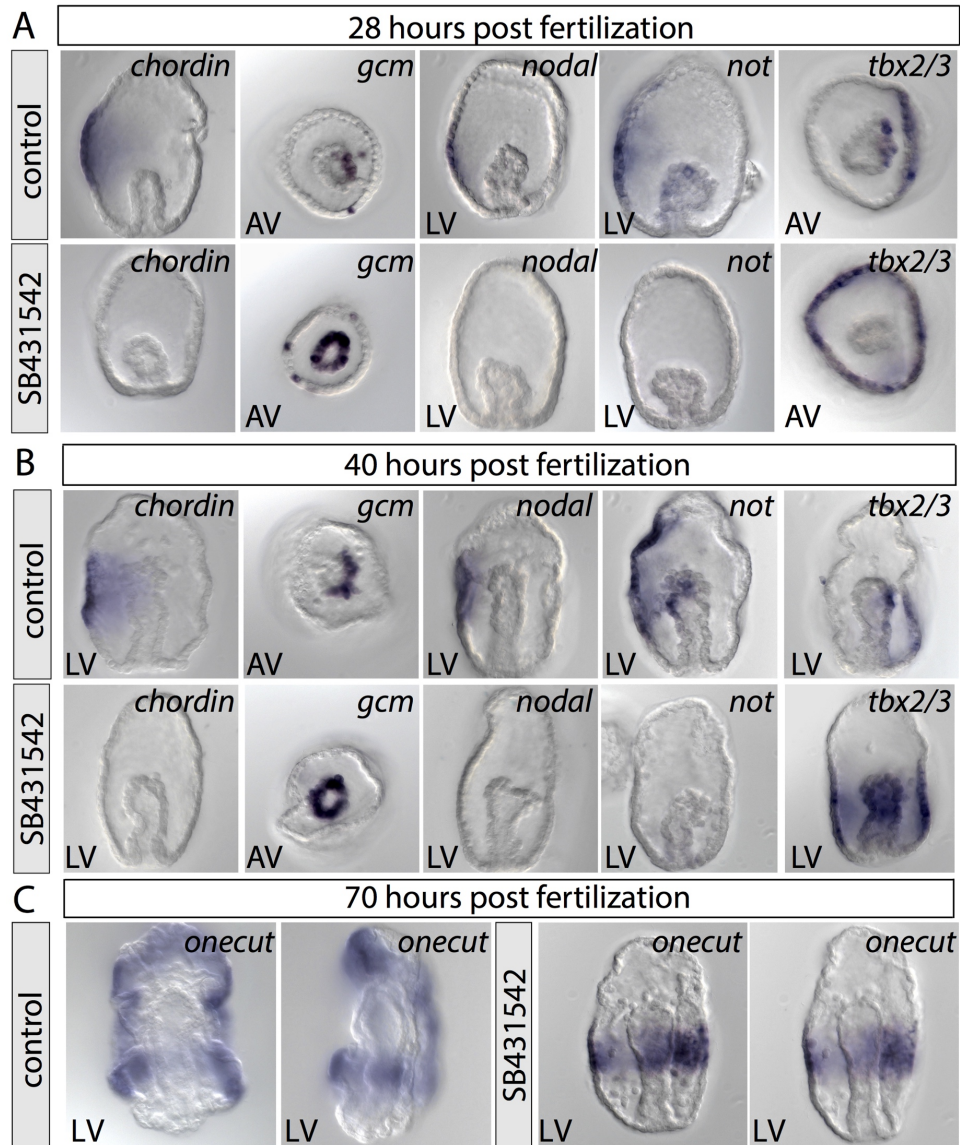 A
28 hours post fertilization
control
chordin
gcm
AV
nodal
LV
not
LV
tbx2/3
AV
SB431542
chordin
gcm
AV
nodal
LV
not
LV
tbx2/3
AV
B
40 hours post fertilization
control
chordin
LV
gcm
AV
nodal
LV
not
LV
tbx2/3
LV
SB431542
chordin
LV
gcm
AV
nodal
LV
not
LV
tbx2/3
LV
C
70 hours post fertilization
control
onecut
LV
onecut
LV
SB431542
onecut
LV
onecut
LV